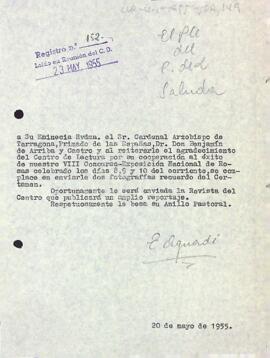 Registro n.º 152
Leído en Reunión del C.D.
23 MAY. 1955
El Pte
del
C. de L.
Saluda
a Su Eminecia Rvdma. el Sr. Cardenal Arzobispo de
Tarragona, Primado de las Españas, Dr. Don Benjamín
de Arriba y Castro y al reiterarle el agradecimiento
del Centro de Lectura por su cooperación al éxito
de nuestro VIII Concurso-Exposición Nacional de Ro-
sas celebrado los días 8, 9 y 10 del corriente, se com-
place en enviarle dos fotografías recuerdo del Cer-
tamen.
Oportunamente le será enviada la Revista del
Centro que publicará un amplio reportaje.
Respetuosamente le besa su Anillo Pastoral.
E. Aguadé
20 de mayo de 1955.